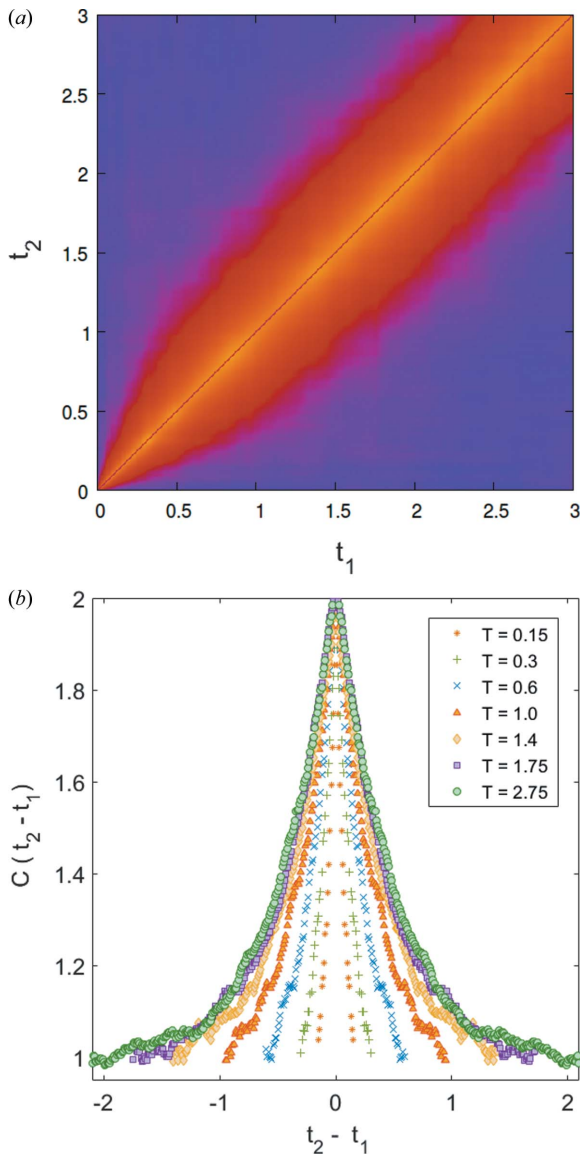 (a)
3
2.5
2
1.5
1
0.5
0
t2
0 0.5 1 1.5 2 2.5 3
t1
(b)
2
1.8
1.6
1.4
1.2
1
C ( t2 - t1 )
T = 0.15
T = 0.3
T = 0.6
T = 1.0
T = 1.4
T = 1.75
T = 2.75
-2 -1 0 1 2
t2 - t1